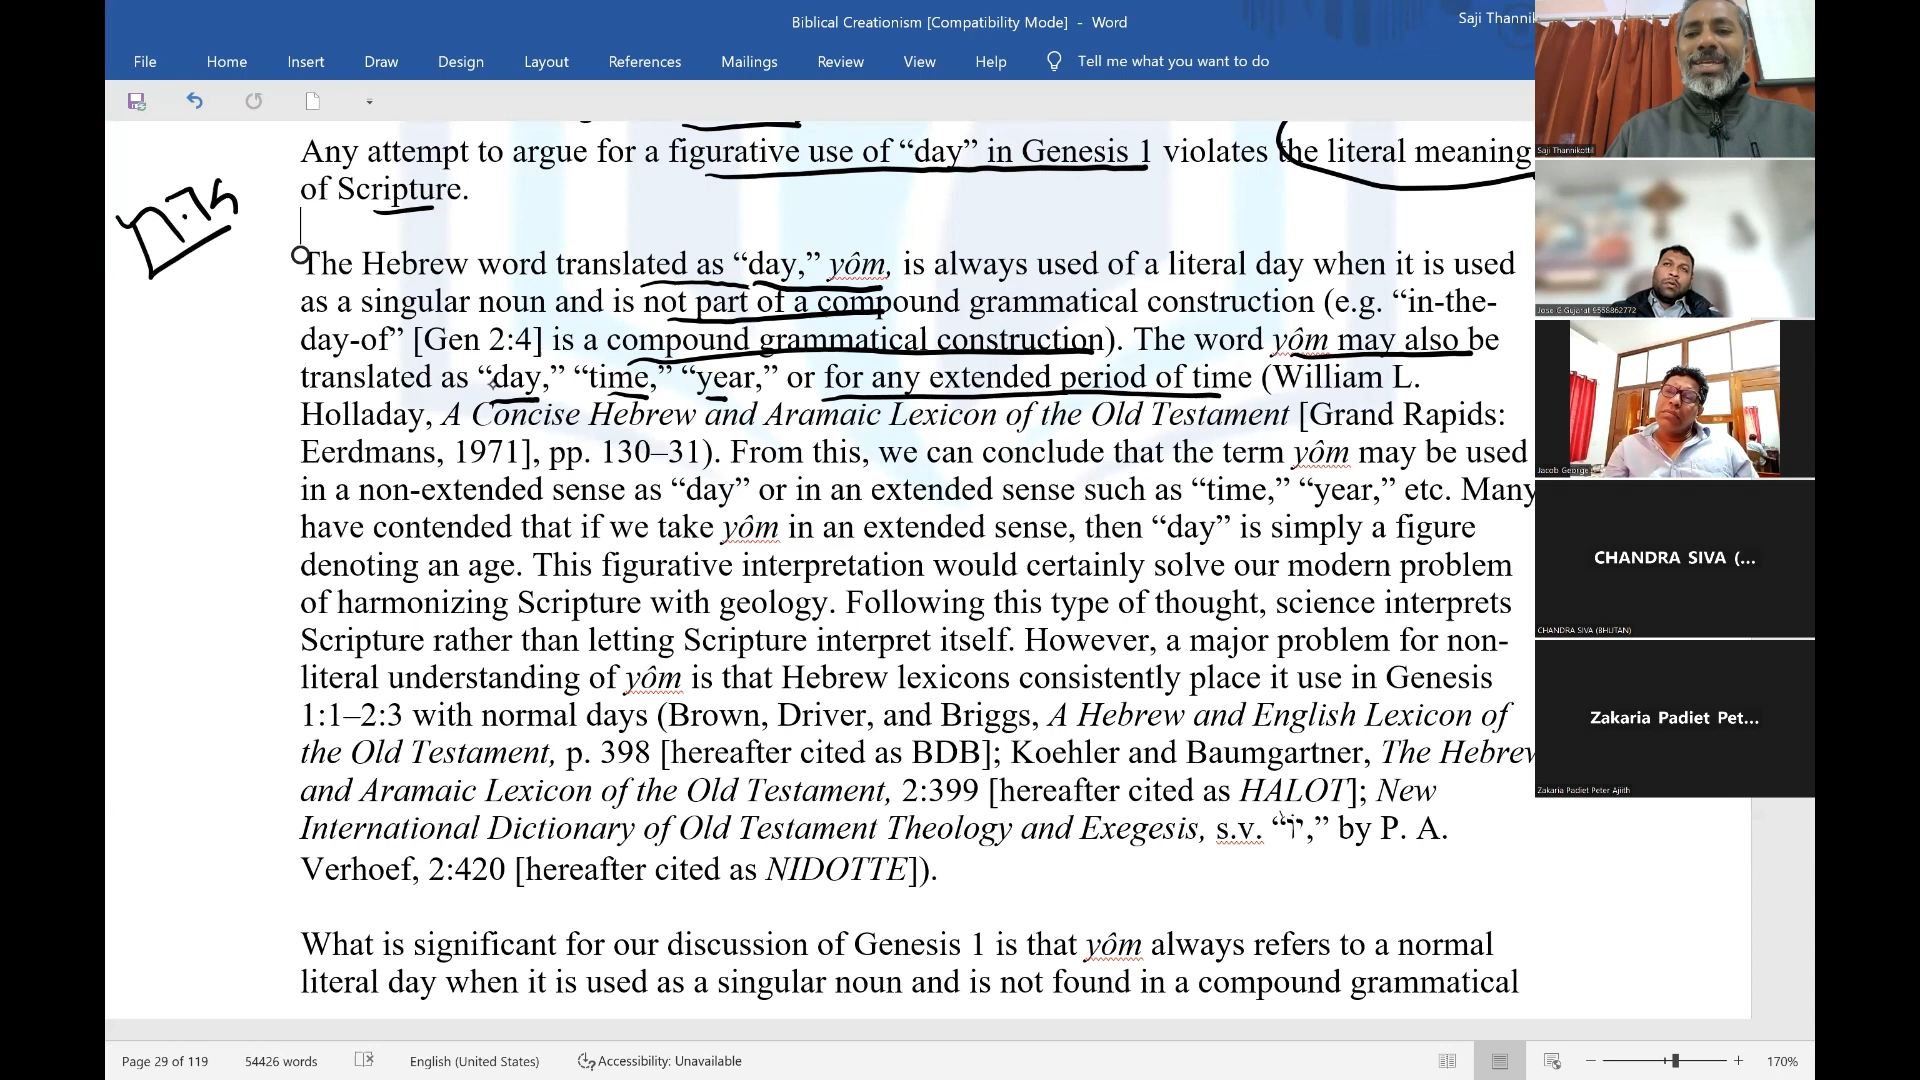 Biblical Creationism [Compatibility Mode] - Word
Saji Thannik
File Home Insert Draw Design Layout References Mailings Review View Help Tell me what you want to do
Any attempt to argue for a figurative use of “day” in Genesis 1 violates the literal meaning
of Scripture.
The Hebrew word translated as “day,” yôm, is always used of a literal day when it is used
as a singular noun and is not part of a compound grammatical construction (e.g. “in-the-
day-of” [Gen 2:4] is a compound grammatical construction). The word yôm may also be
translated as “day,” “time,” “year,” or for any extended period of time (William L.
Holladay, A Concise Hebrew and Aramaic Lexicon of the Old Testament [Grand Rapids:
Eerdmans, 1971], pp. 130–31). From this, we can conclude that the term yôm may be used
in a non-extended sense as “day” or in an extended sense such as “time,” “year,” etc. Many
have contended that if we take yôm in an extended sense, then “day” is simply a figure
denoting an age. This figurative interpretation would certainly solve our modern problem
of harmonizing Scripture with geology. Following this type of thought, science interprets
Scripture rather than letting Scripture interpret itself. However, a major problem for non-
literal understanding of yôm is that Hebrew lexicons consistently place it use in Genesis
1:1–2:3 with normal days (Brown, Driver, and Briggs, A Hebrew and English Lexicon of
the Old Testament, p. 398 [hereafter cited as BDB]; Koehler and Baumgartner, The Hebrew
and Aramaic Lexicon of the Old Testament, 2:399 [hereafter cited as HALOT]; New
International Dictionary of Old Testament Theology and Exegesis, s.v. “,” by P. A.
Verhoef, 2:420 [hereafter cited as NIDOTTE]).
What is significant for our discussion of Genesis 1 is that yôm always refers to a normal
literal day when it is used as a singular noun and is not found in a compound grammatical
Page 29 of 119 54426 words English (United States) Accessibility: Unavailable 170%
Saji Thannikottil
Jose G Gujarat 9558862772
Jacob George
CHANDRA SIVA (...
CHANDRA SIVA (BHUTAN)
Zakaria Padiet Pet...
Zakaria Padiet Peter Ajiith